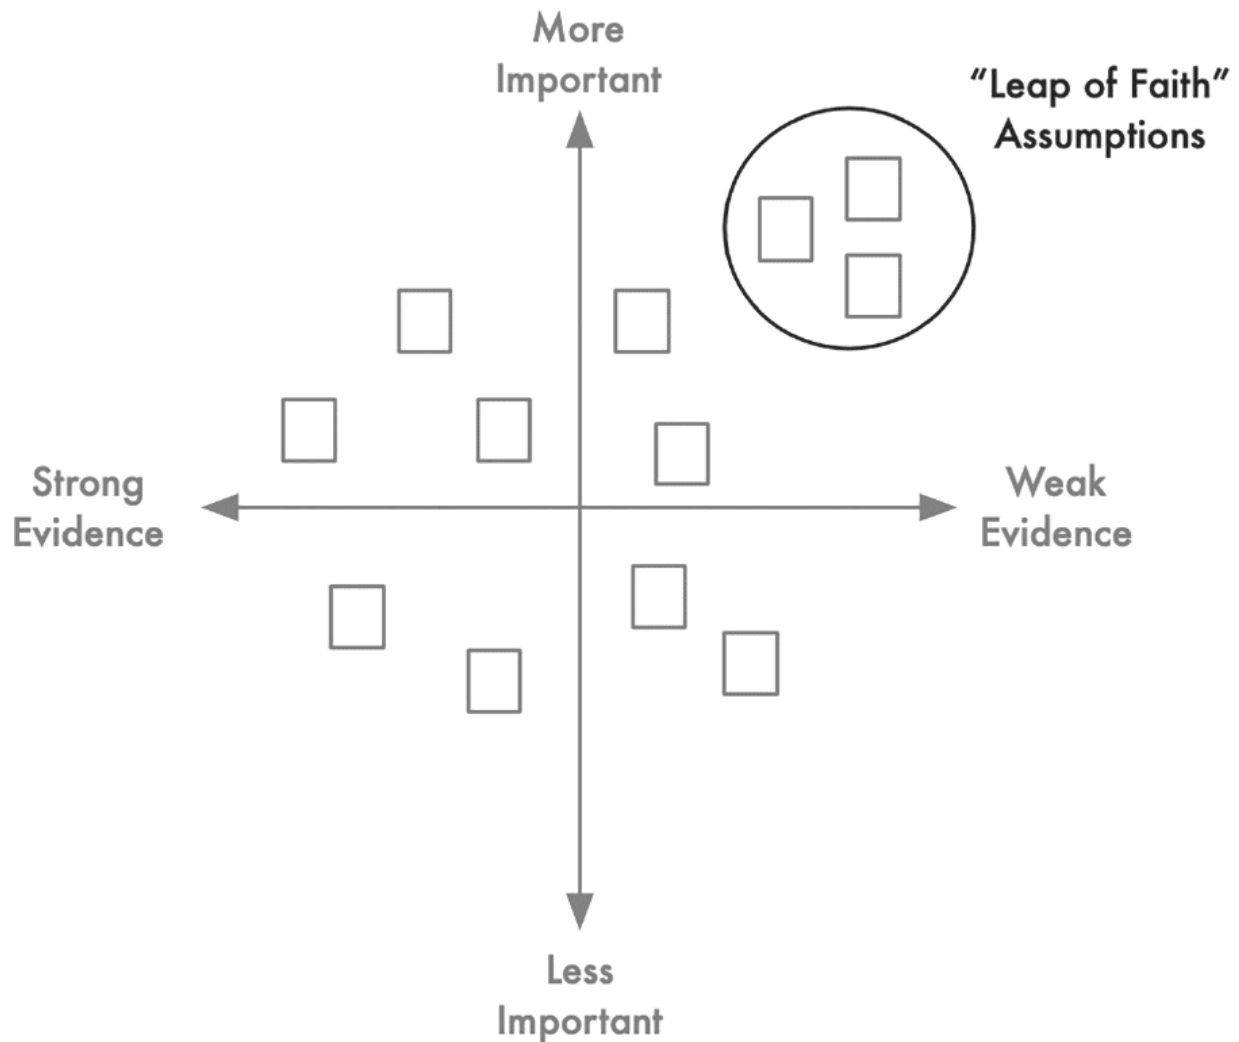 More
Important
“Leap of Faith”
Assumptions
Strong
Evidence
Weak
Evidence
Less
Important